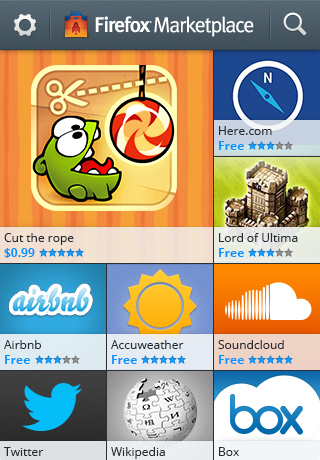 Firefox Marketplace
N
Here.com
Free
Cut the rope
$0.99
Lord of Ultima
Free
airbnb
Airbnb
Free
Accuweather
Free
Soundcloud
Free
W
box
Twitter
Wikipedia
Box